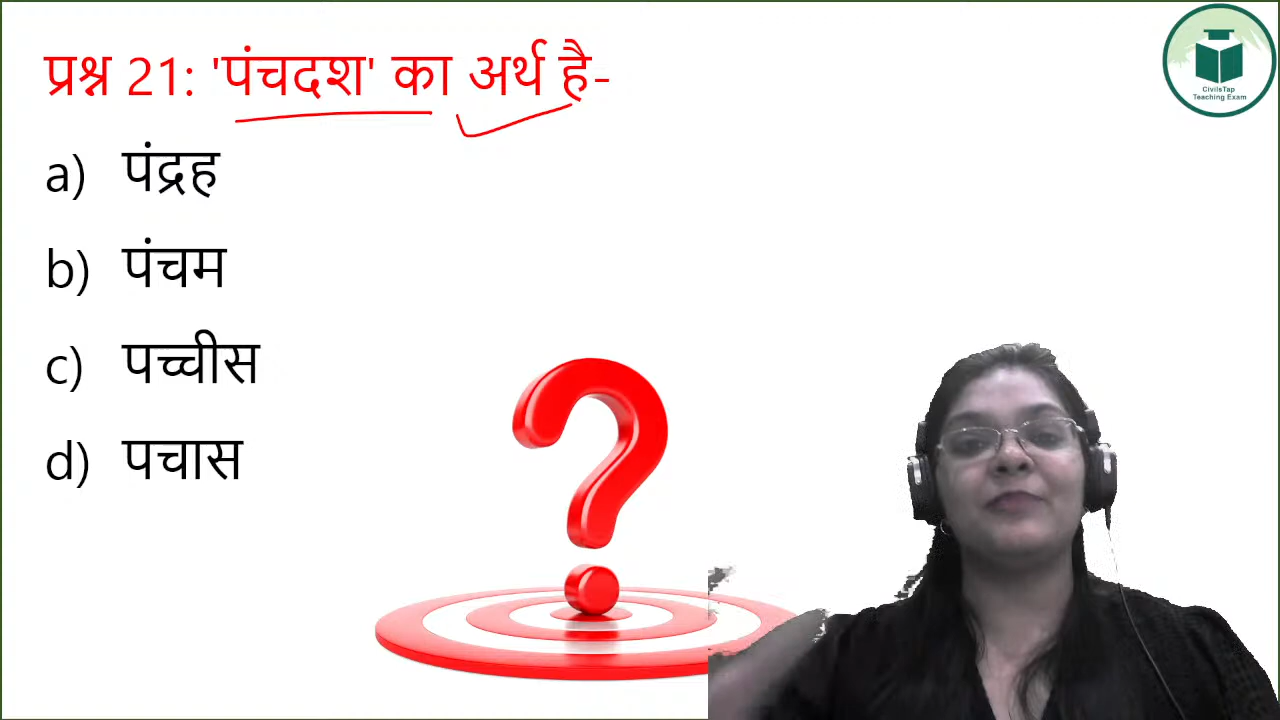 प्रश्न 21: 'पंचदश' का अर्थ है-
a) पंद्रह
b) पंचम
c) पच्चीस
d) पचास
CivilsTap
Teaching Exam